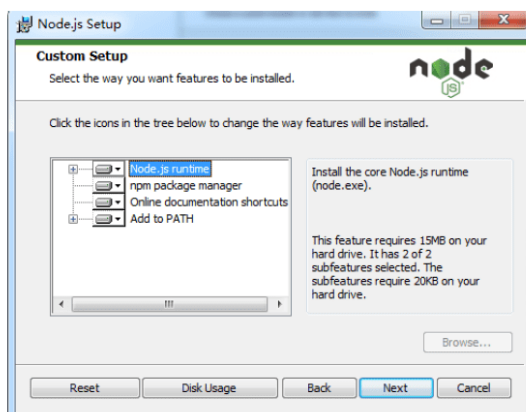 Node.js Setup
Custom Setup
Select the way you want features to be installed.
node
JS
Click the icons in the tree below to change the way features will be installed.
Node.js runtime
npm package manager
Online documentation shortcuts
Add to PATH
Install the core Node.js runtime
(node.exe).
This feature requires 15MB on your
hard drive. It has 2 of 2
subfeatures selected. The
subfeatures require 20KB on your
hard drive.
Browse...
Reset
Disk Usage
Back
Next
Cancel